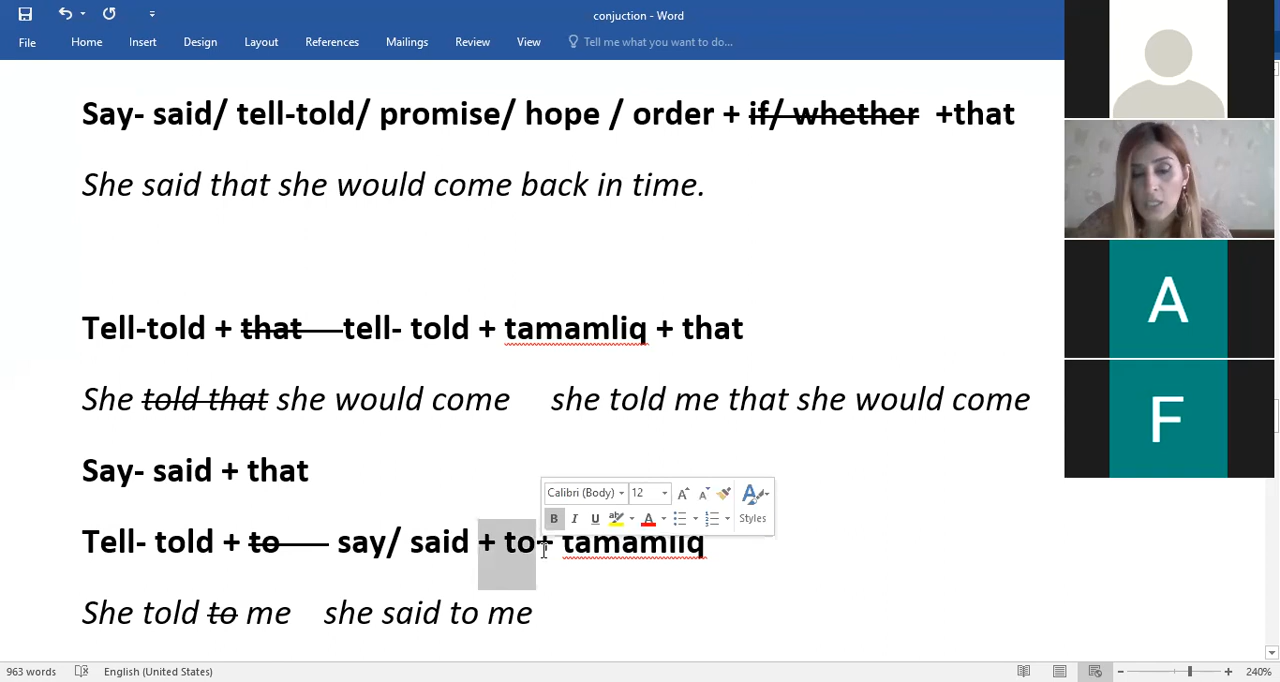 conjuction - Word
File Home Insert Design Layout References Mailings Review View Tell me what you want to do...
Say- said/ tell-told/ promise/ hope / order + if/ whether +that
She said that she would come back in time.
Tell-told + that tell- told + tamamliq + that
She told that she would come she told me that she would come
Say- said + that
Calibri (Body) 12 A A A
B I U ab A Styles
Tell- told + to say/ said + to+ tamamliq
She told to me she said to me
A
F
963 words English (United States) 240%